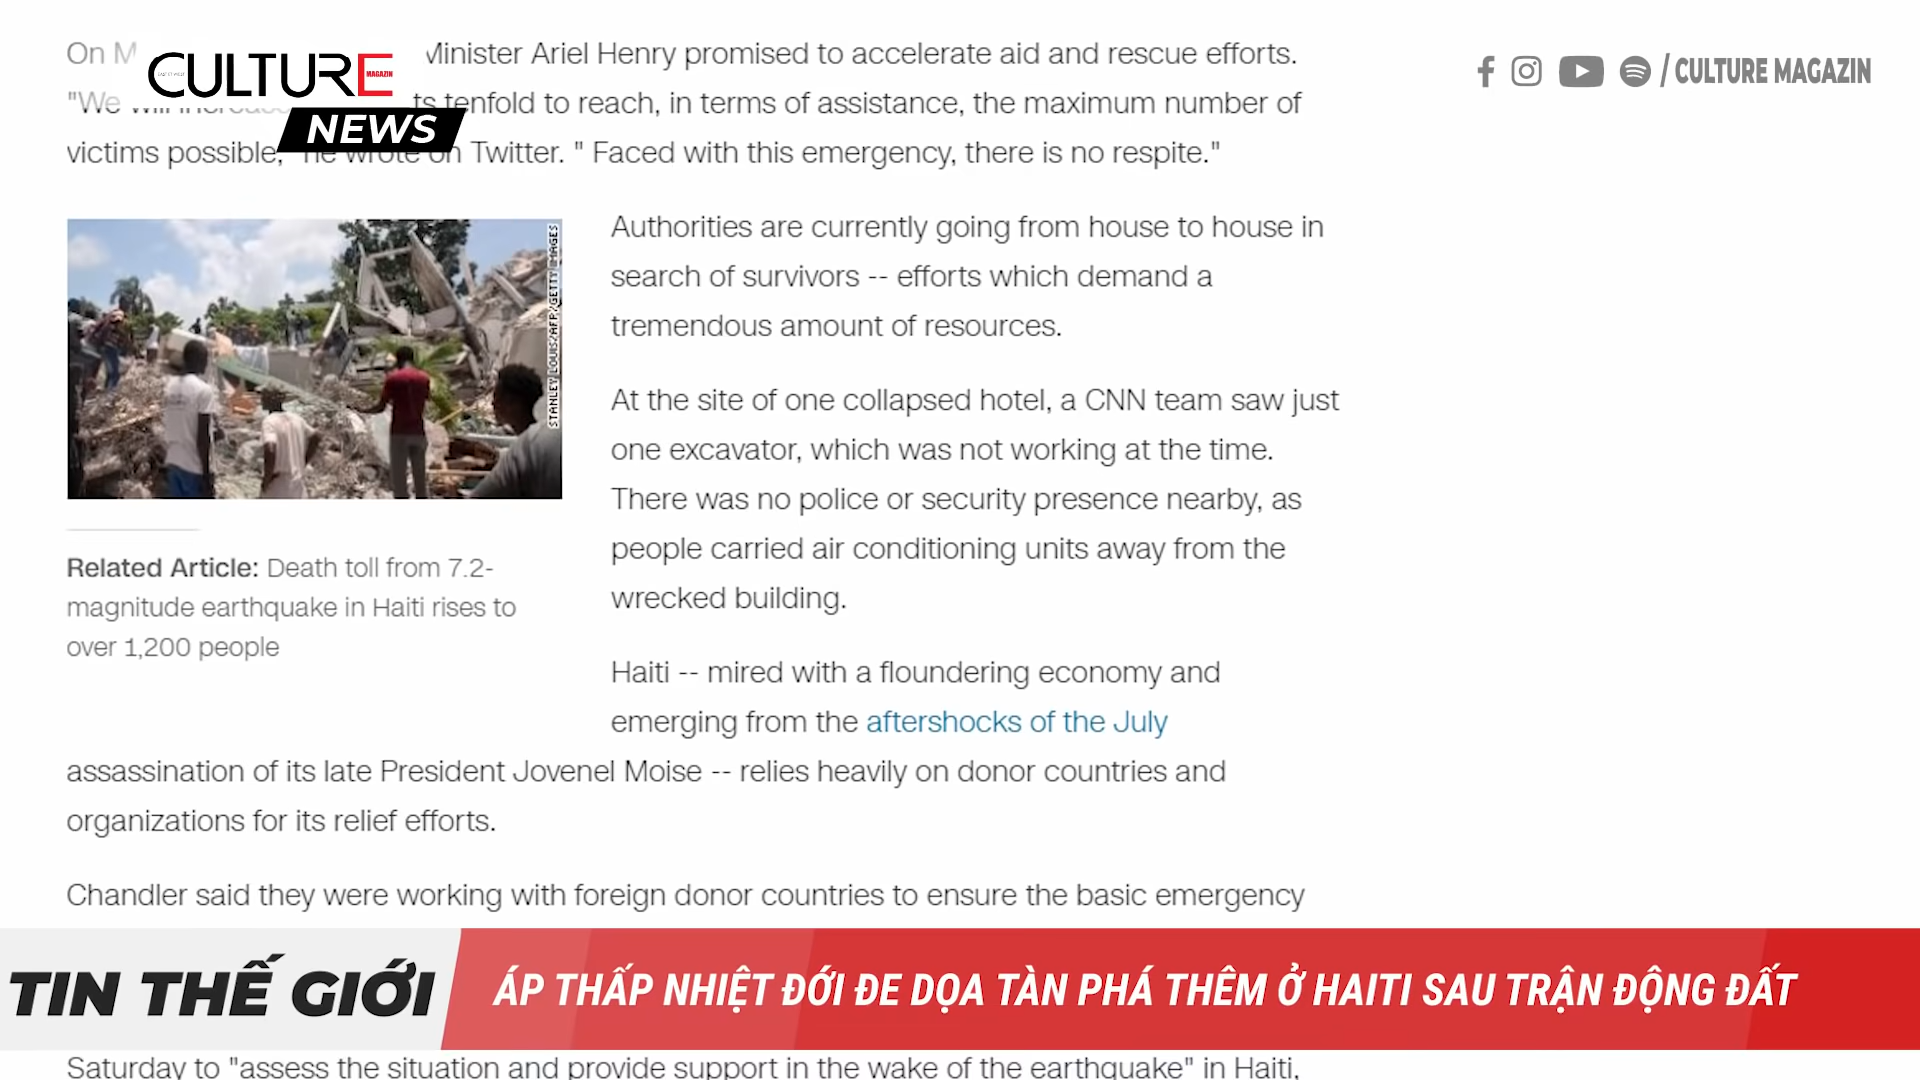 On M Minister Ariel Henry promised to accelerate aid and rescue efforts.
CULTURE
MAGAZIN
/ CULTURE MAGAZIN
"We will increase ts tenfold to reach, in terms of assistance, the maximum number of
NEWS
victims possible," he wrote on Twitter. " Faced with this emergency, there is no respite."
STANLEY LOUIS/AFP/GETTY IMAGES
Authorities are currently going from house to house in
search of survivors -- efforts which demand a
tremendous amount of resources.
At the site of one collapsed hotel, a CNN team saw just
one excavator, which was not working at the time.
There was no police or security presence nearby, as
people carried air conditioning units away from the
wrecked building.
Related Article: Death toll from 7.2-
magnitude earthquake in Haiti rises to
over 1,200 people
Haiti -- mired with a floundering economy and
emerging from the aftershocks of the July
assassination of its late President Jovenel Moise -- relies heavily on donor countries and
organizations for its relief efforts.
Chandler said they were working with foreign donor countries to ensure the basic emergency
TIN THẾ GIỚI
ÁP THẤP NHIỆT ĐỚI ĐE DỌA TÀN PHÁ THÊM Ở HAITI SAU TRẬN ĐỘNG ĐẤT
Saturday to "assess the situation and provide support in the wake of the earthquake" in Haiti,